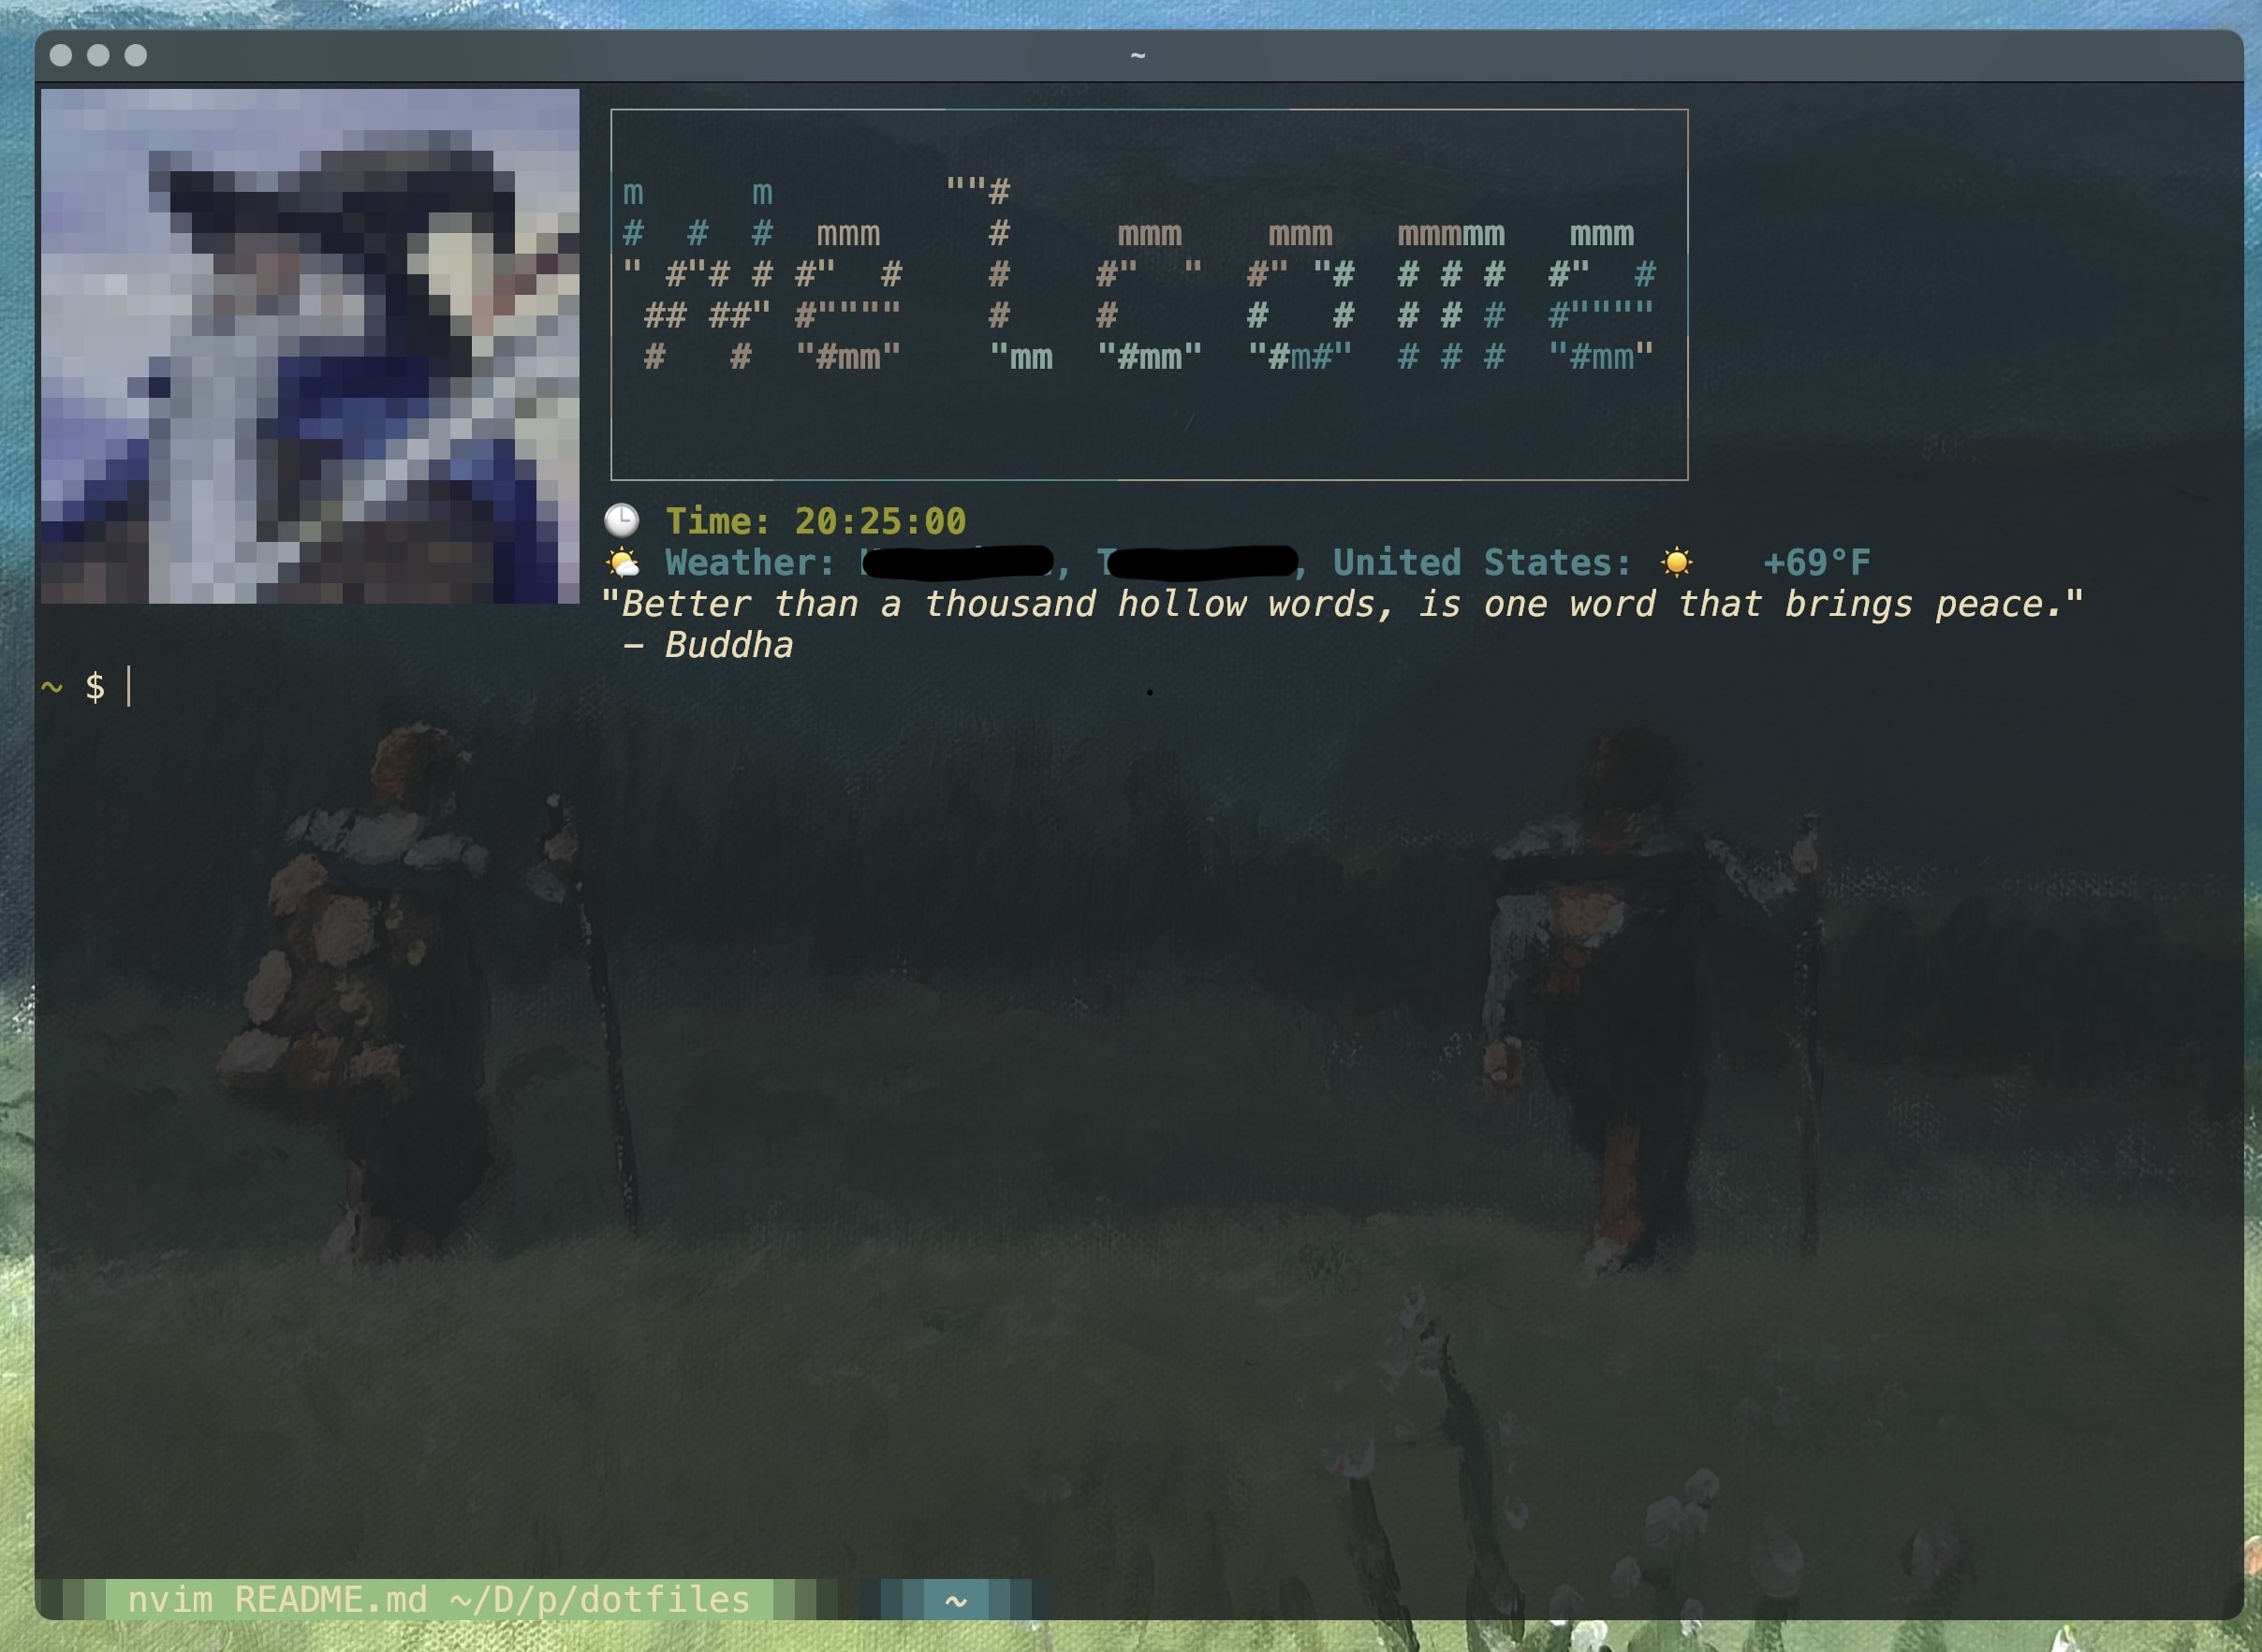 ~
Welcome
🕒 Time: 20:25:00
🌤️ Weather: , , United States: ☀️ +69°F
"Better than a thousand hollow words, is one word that brings peace."
– Buddha
~ $
nvim README.md ~/D/p/dotfiles ~